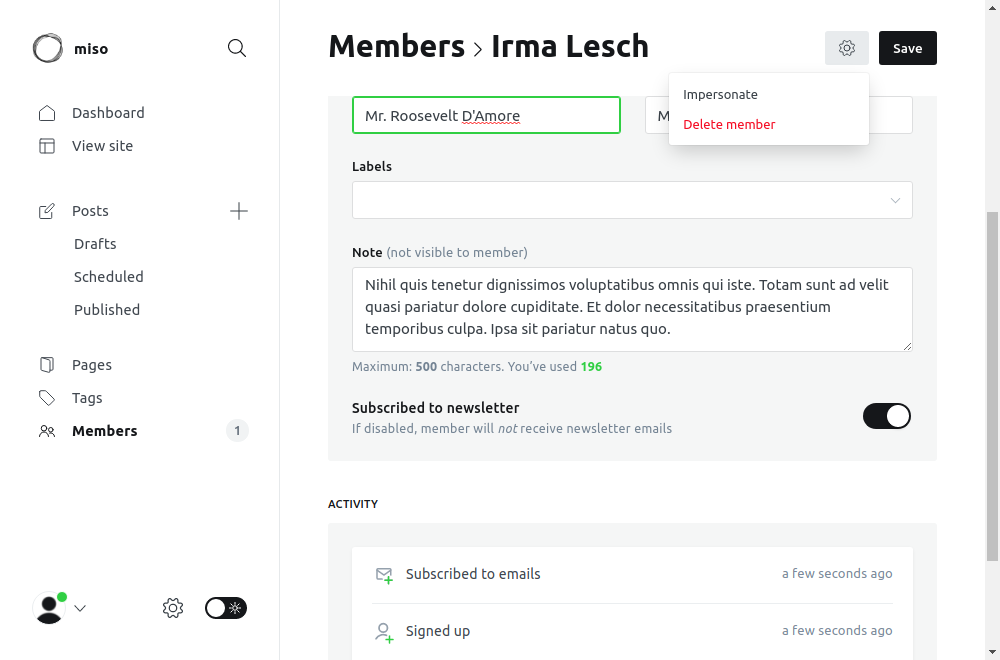 miso
Members > Irma Lesch
Save
Impersonate
Delete member
Dashboard
View site
Posts
Drafts
Scheduled
Published
Pages
Tags
Members
1
Mr. Roosevelt D'Amore
Labels
Note (not visible to member)
Nihil quis tenetur dignissimos voluptatibus omnis qui iste. Totam sunt ad velit
quasi pariatur dolore cupiditate. Et dolor necessitatibus praesentium
temporibus culpa. Ipsa sit pariatur natus quo.
Maximum: 500 characters. You've used 196
Subscribed to newsletter
If disabled, member will not receive newsletter emails
ACTIVITY
Subscribed to emails
a few seconds ago
Signed up
a few seconds ago